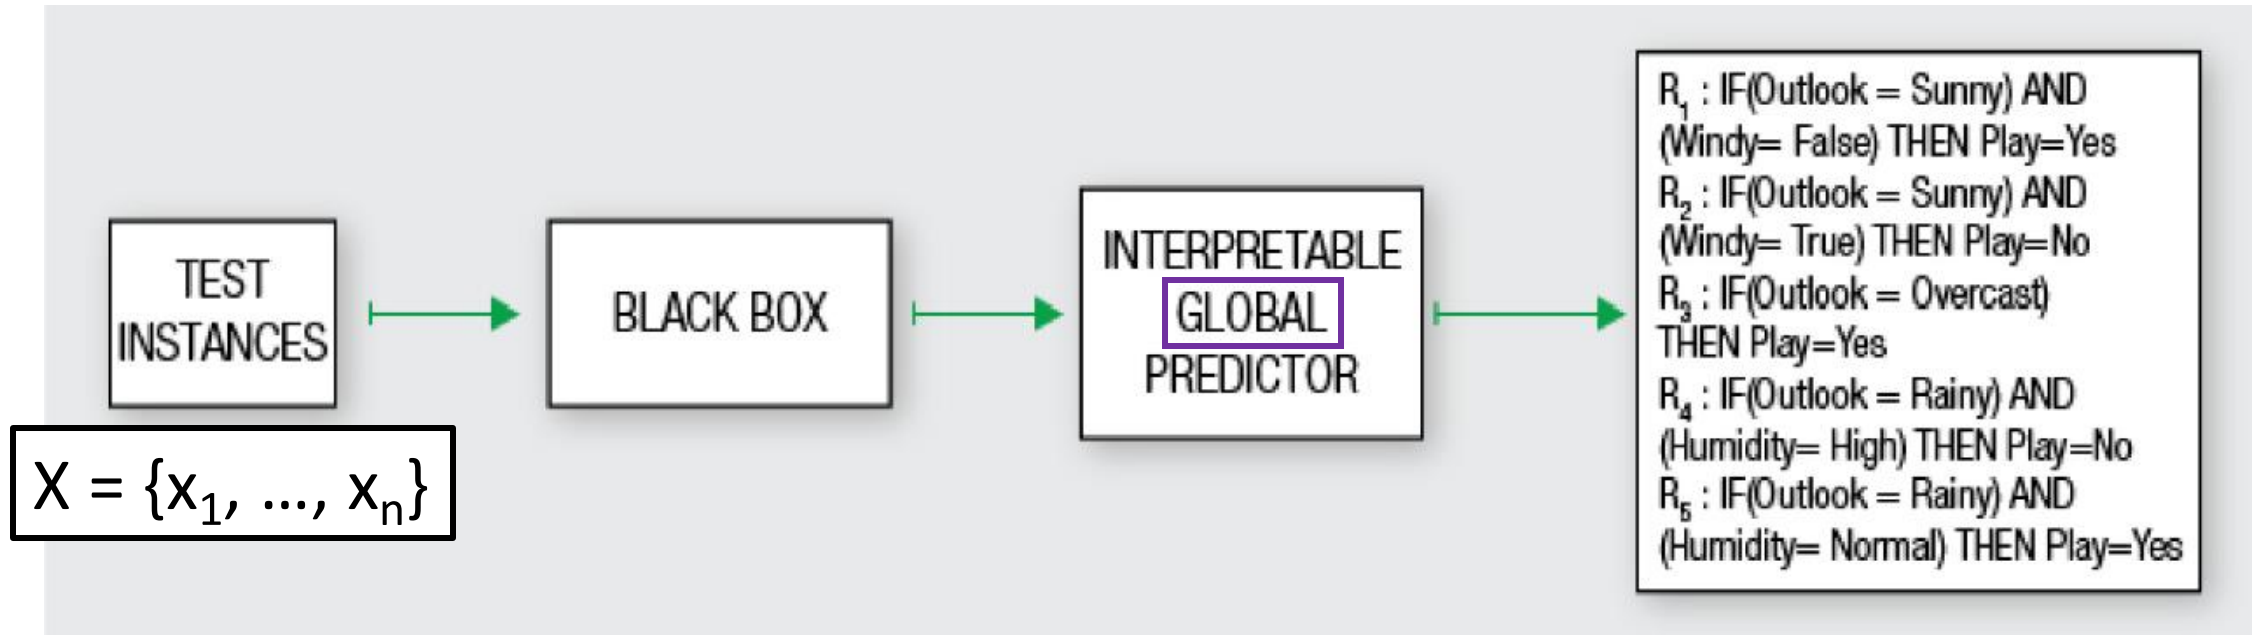 TEST
INSTANCES
X = {x₁, ..., xₙ}
BLACK BOX
INTERPRETABLE
GLOBAL
PREDICTOR
R₁ : IF(Outlook = Sunny) AND
(Windy= False) THEN Play=Yes
R₂ : IF(Outlook = Sunny) AND
(Windy= True) THEN Play=No
R₃ : IF(Outlook = Overcast)
THEN Play=Yes
R₄ : IF(Outlook = Rainy) AND
(Humidity= High) THEN Play=No
R₅ : IF(Outlook = Rainy) AND
(Humidity= Normal) THEN Play=Yes